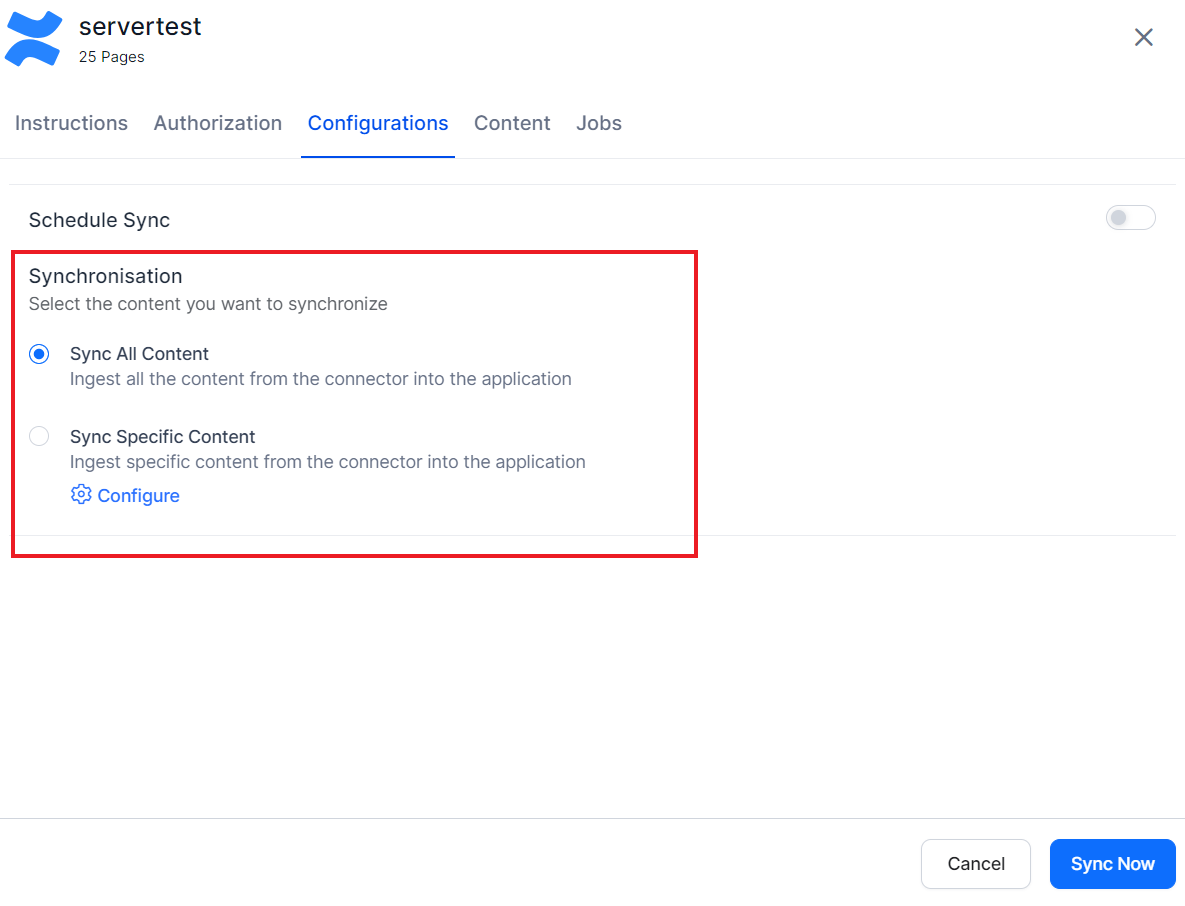 servertest
25 Pages
Instructions Authorization Configurations Content Jobs
Schedule Sync
Synchronisation
Select the content you want to synchronize
Sync All Content
Ingest all the content from the connector into the application
Sync Specific Content
Ingest specific content from the connector into the application
Configure
Cancel Sync Now